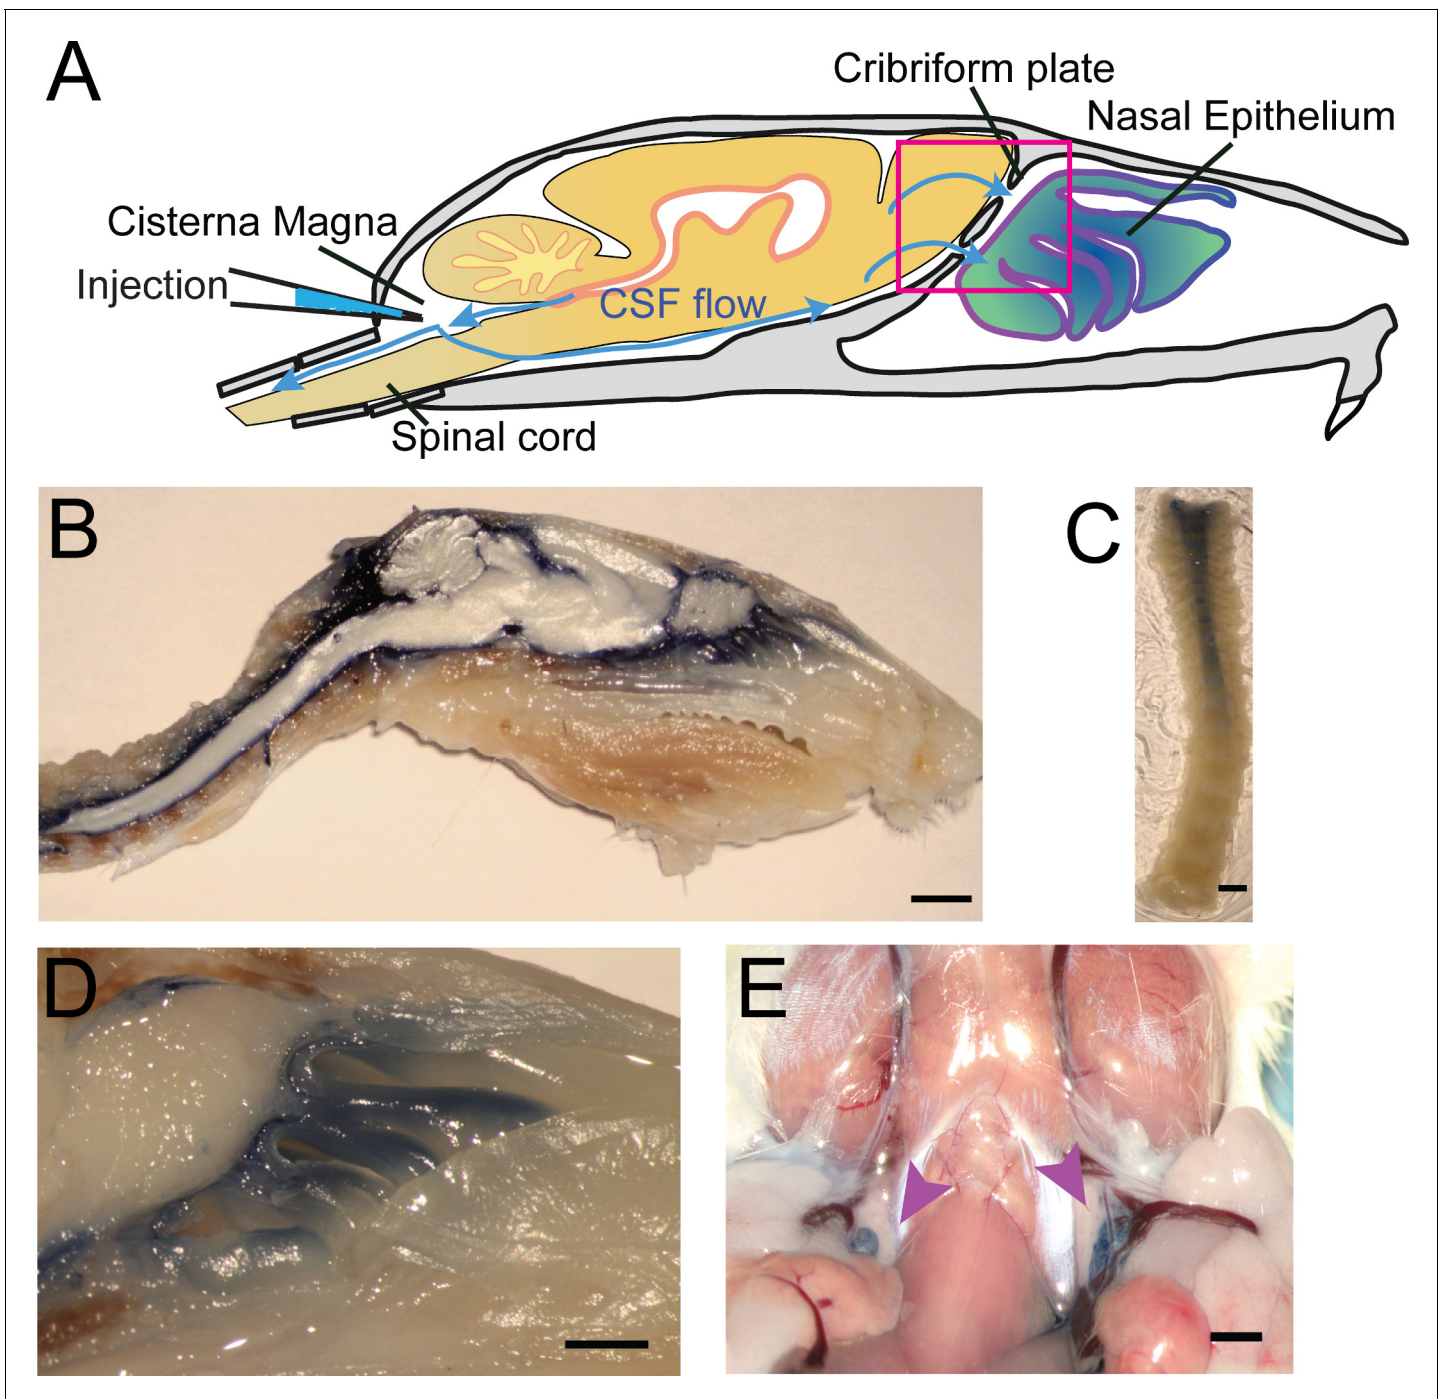 A
Cribriform plate
Nasal Epithelium
Cisterna Magna
Injection
CSF flow
Spinal cord
B
C
D
E